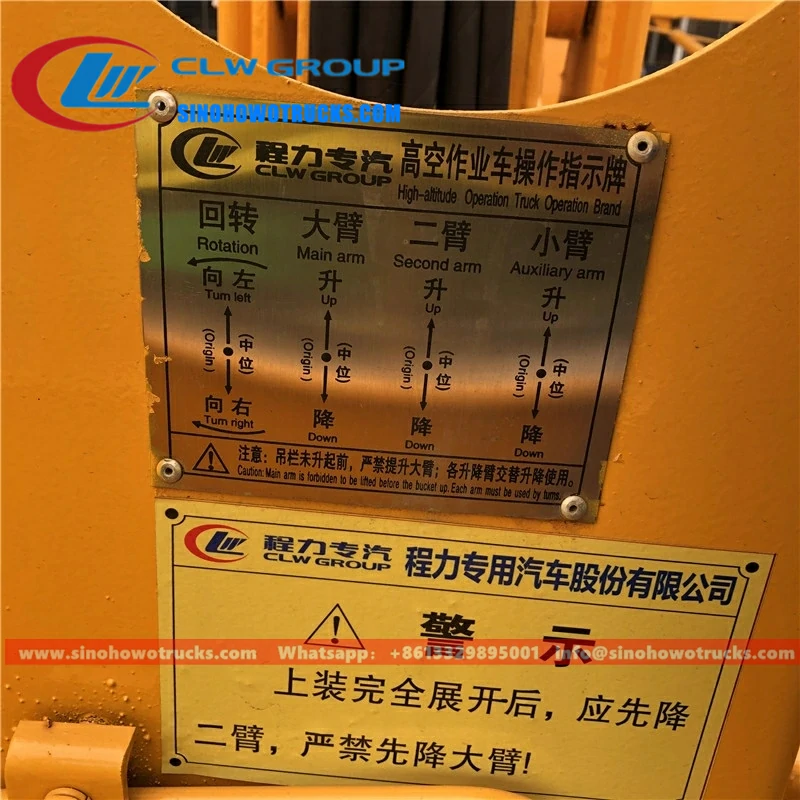 CLW GROUP
SINOHOWOTRUCKS.COM
程力专汽 高空作业车操作指示牌
CLW GROUP High-altitude Operation Truck Operation Brand
回转 大臂 二臂 小臂
Rotation Main arm Second arm Auxiliary arm
向左 升 升 升
Turn left Up Up Up
(Origin) (中位) (Origin) (中位) (Origin) (中位) (Origin) (中位)
向右 降 降 降
Turn right Down Down Down
注意：吊栏未升起前，严禁提升大臂；各升降臂交替升降使用。
Caution: Main arm is forbidden to be lifted before the bucket up. Each arm must be used by turns.
程力专汽 程力专用汽车股份有限公司
CLW GROUP
警 示
www.sinohowotrucks.com Whatsapp: +8613329895001 info@sinohowotrucks.com
上装完全展开后，应先降
二臂，严禁先降大臂!